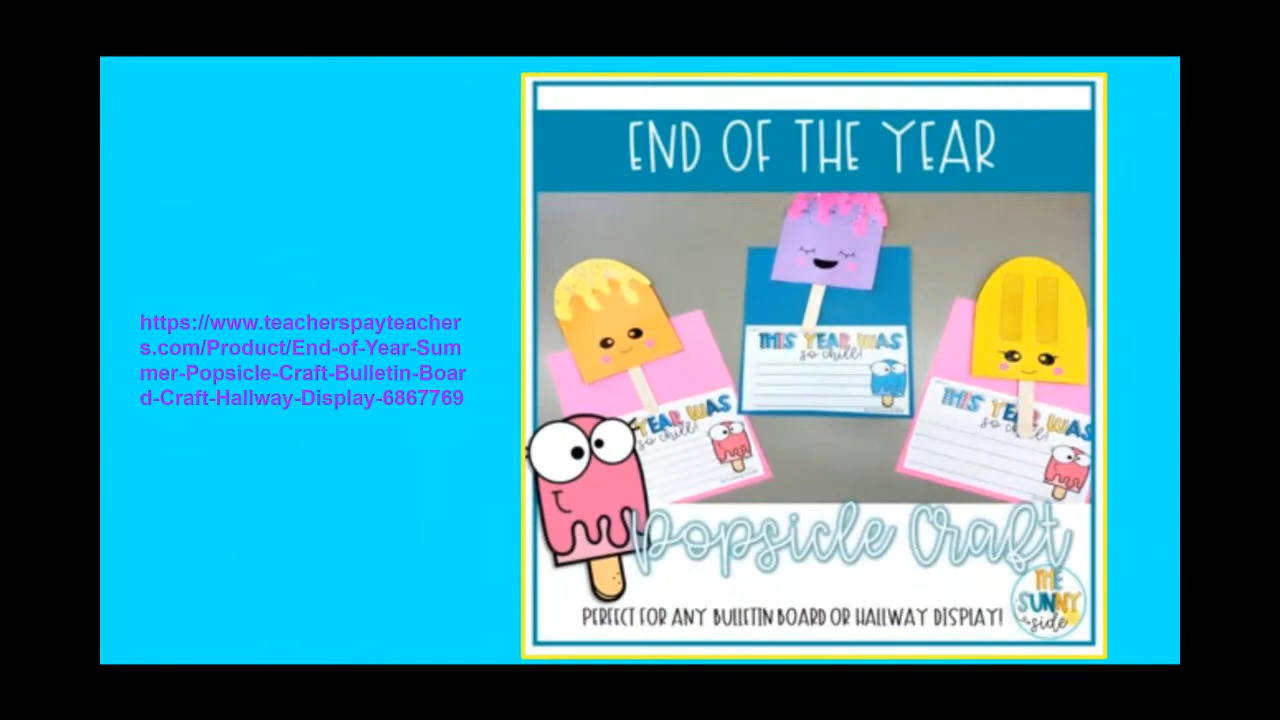 https://www.teacherspayteacher
s.com/Product/End-of-Year-Sum
mer-Popsicle-Craft-Bulletin-Boar
d-Craft-Hallway-Display-6867769
END OF THE YEAR
THIS YEAR WAS
so chill!
YEAR WAS
so chill!
THIS YEAR WAS
so chill!
Popsicle Craft
PERFECT FOR ANY BULLETIN BOARD OR HALLWAY DISPLAY!
THE
SUNNY
side